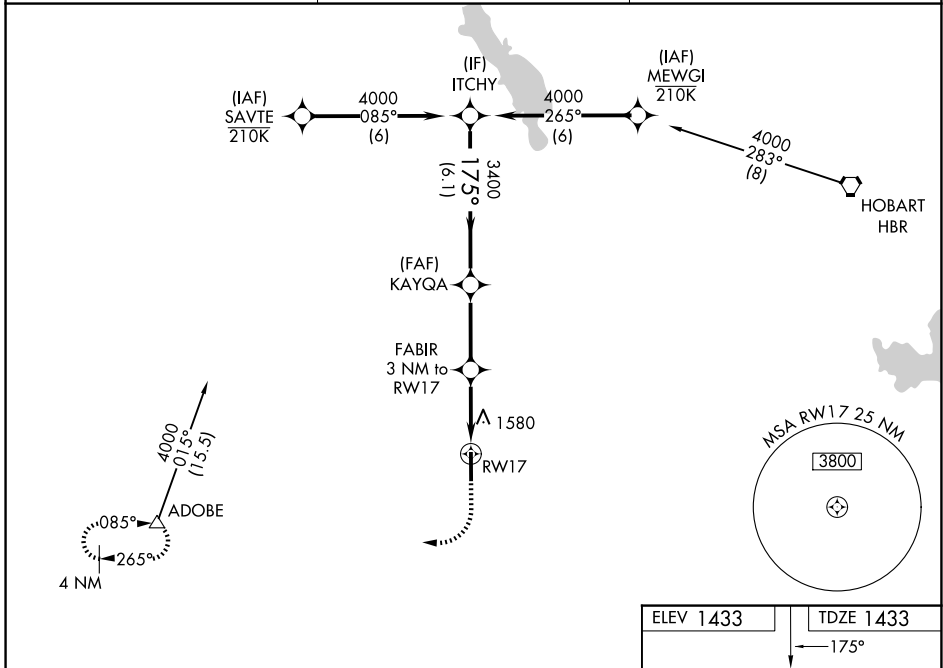 (IF)
ITCHY
(IAF)
SAVTE
210K
4000
085°
(6)
4000
265°
(6)
(IAF)
MEWGI
210K
4000
283°
(8)
HOBART
HBR
3400
175°
(6.1)
(FAF)
KAYQA
FABIR
3 NM to
RW17
1580
RW17
4000
015°
(15.5)
ADOBE
085°
265°
4 NM
MSA RW17 25 NM
3800
ELEV 1433
TDZE 1433
175°